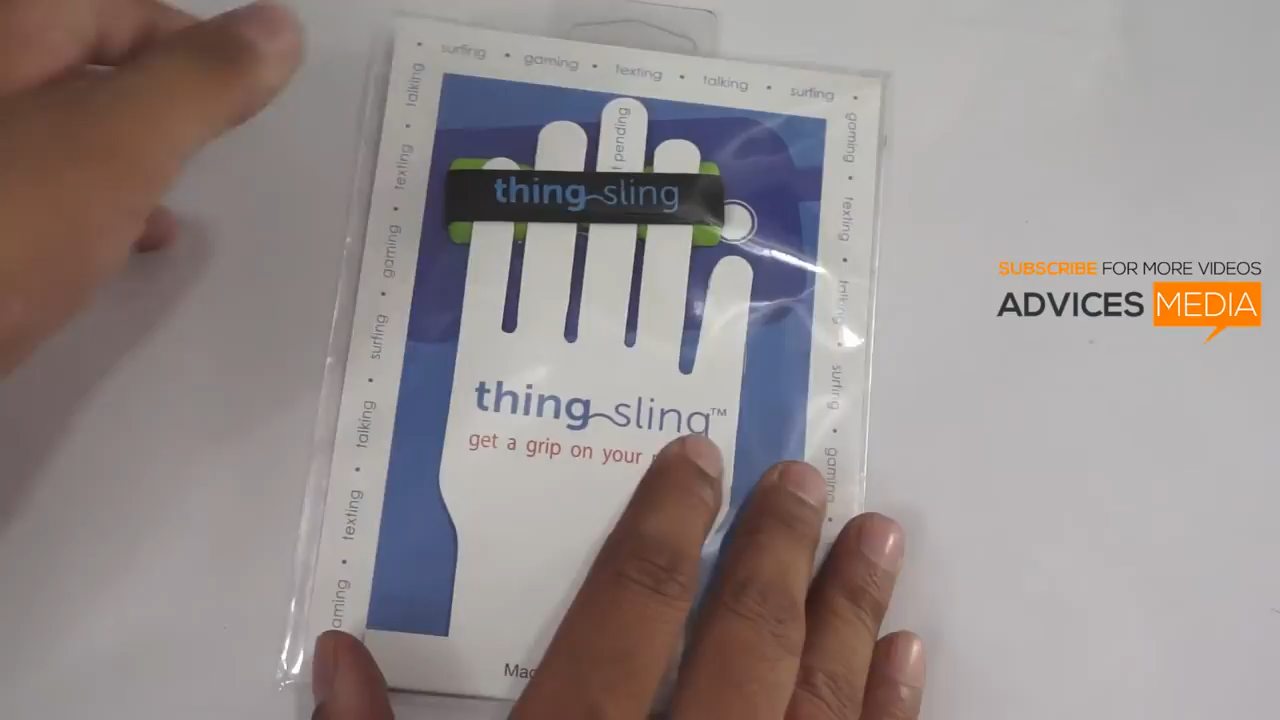 • surfing • gaming • texting • talking • surfing •
gaming • texting • talking • surfing • gaming •
talking • texting • gaming • surfing • talking • texting •
pending
thing sling
thing sling™
get a grip on your
SUBSCRIBE FOR MORE VIDEOS
ADVICES MEDIA